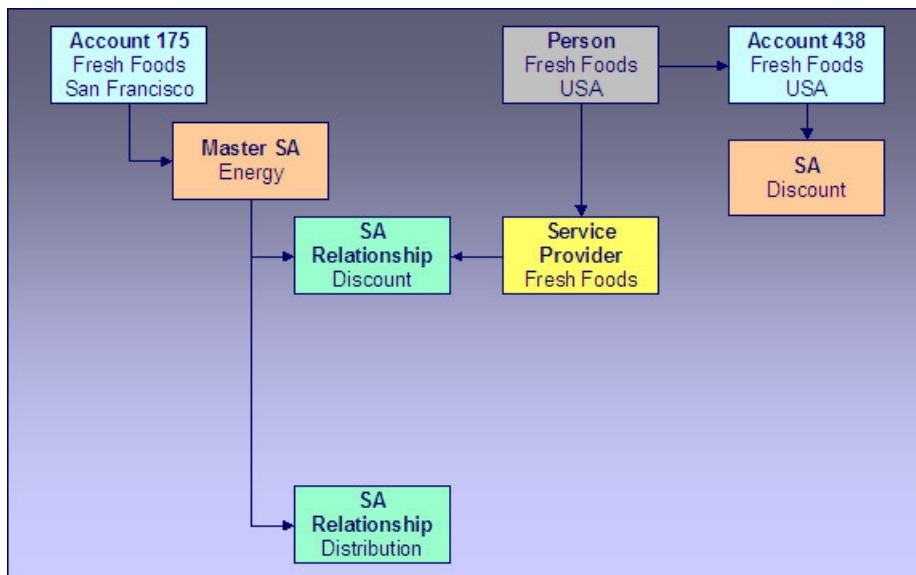 Account 175
Fresh Foods
San Francisco
Person
Fresh Foods
USA
Account 438
Fresh Foods
USA
Master SA
Energy
SA
Discount
SA
Relationship
Discount
Service
Provider
Fresh Foods
SA
Relationship
Distribution